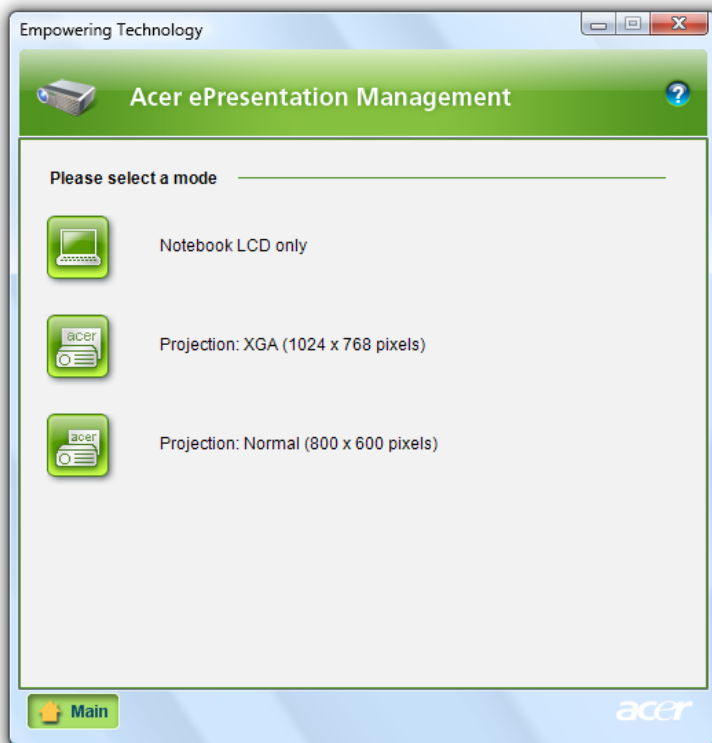 Empowering Technology
Acer ePresentation Management
?
Please select a mode
Notebook LCD only
acer
Projection: XGA (1024 x 768 pixels)
acer
Projection: Normal (800 x 600 pixels)
Main
acer